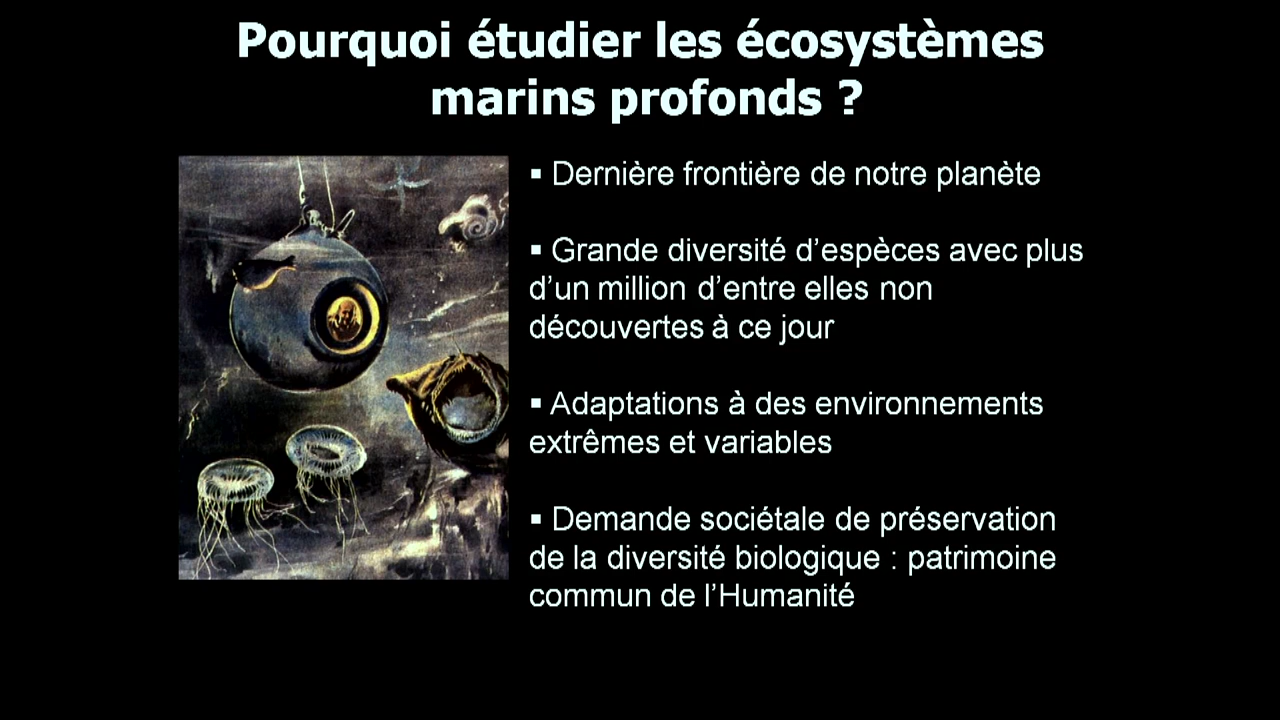 Pourquoi étudier les écosystèmes
marins profonds ?
▪ Dernière frontière de notre planète
▪ Grande diversité d’espèces avec plus
d’un million d’entre elles non
découvertes à ce jour
▪ Adaptations à des environnements
extrêmes et variables
▪ Demande sociétale de préservation
de la diversité biologique : patrimoine
commun de l’Humanité